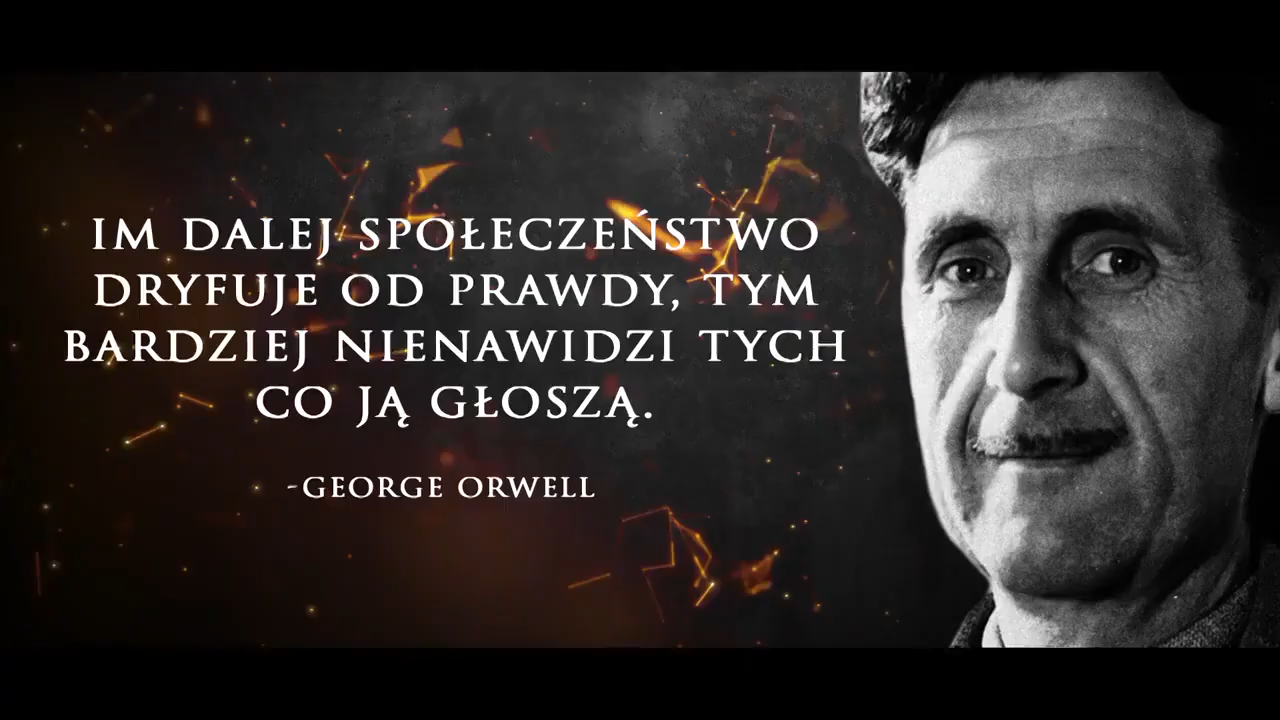 IM DALEJ SPOŁECZEŃSTWO
DRYFUJE OD PRAWDY, TYM
BARDZIEJ NIENAWIDZI TYCH
CO JĄ GŁOSZĄ.
-GEORGE ORWELL